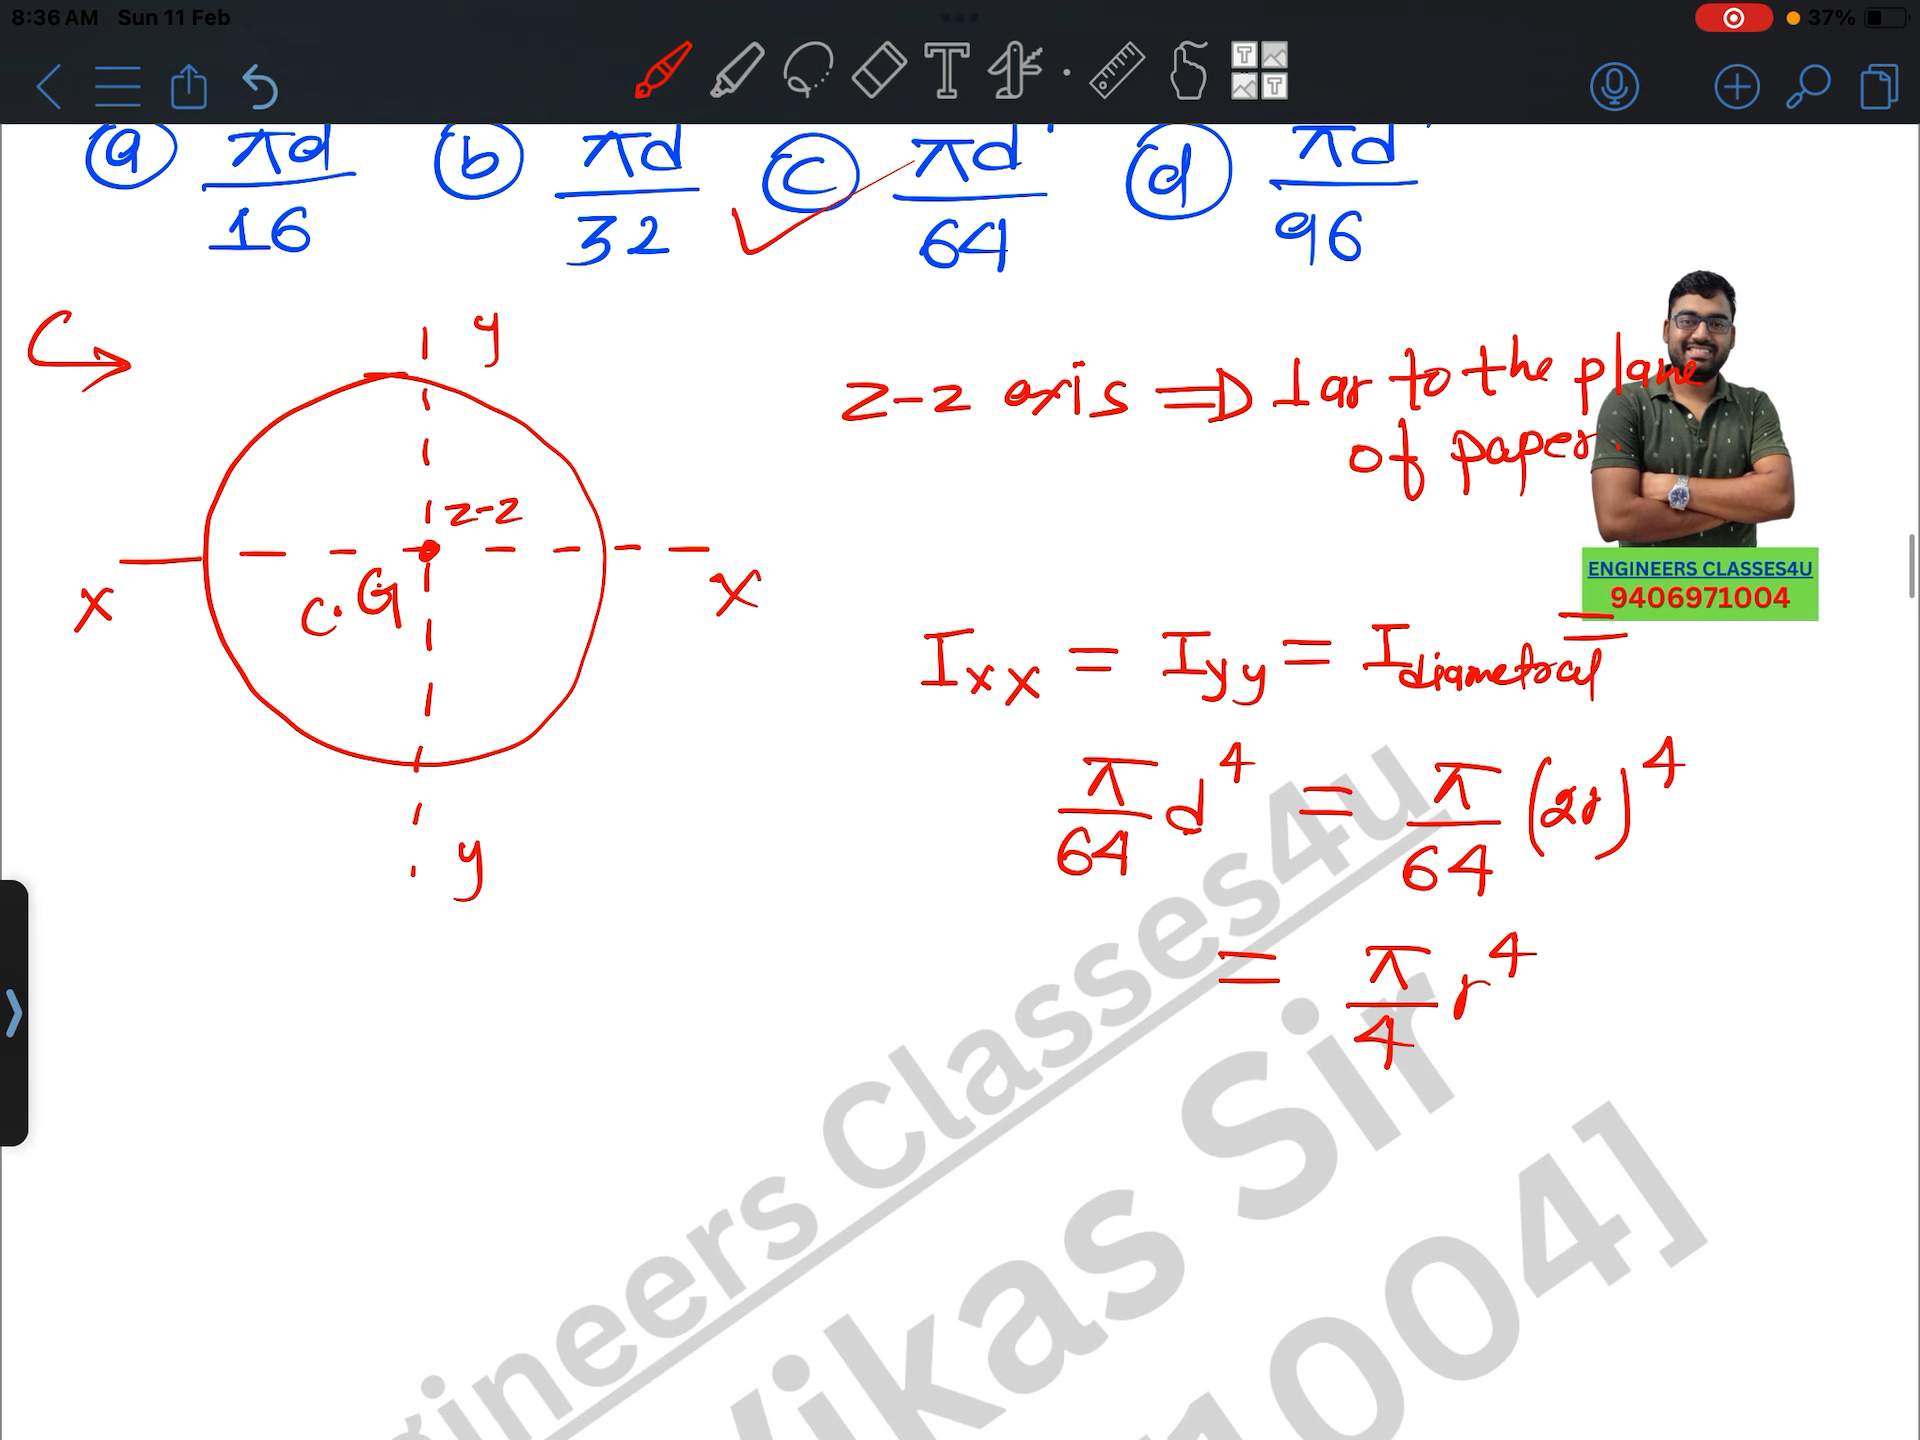 8:36 AM Sun 11 Feb
37%
(a) πd/16 (b) πd/32 (c) πd/64 (d) πd/96
y
z-z axis ⇒ ⊥ar to the plane
of paper.
z-z
C.G
x x
ENGINEERS CLASSES4U
9406971004
Ixx = Iyy = Idiametral =
π/64 d⁴ = π/64 (2r)⁴
y
= π/4 r⁴
gineers Classes4u
Vikas Sir
1004]